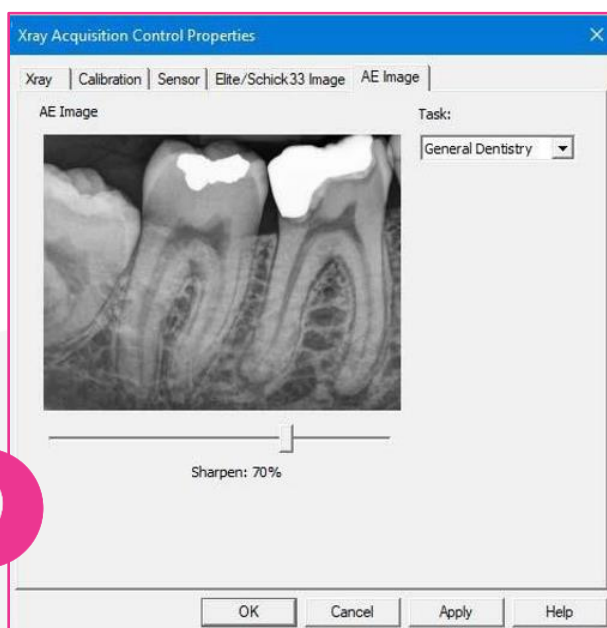 Xray Acquisition Control Properties
Xray Calibration Sensor Elite/Schick33 Image AE Image
AE Image
Task:
General Dentistry
Sharpen: 70%
OK Cancel Apply Help